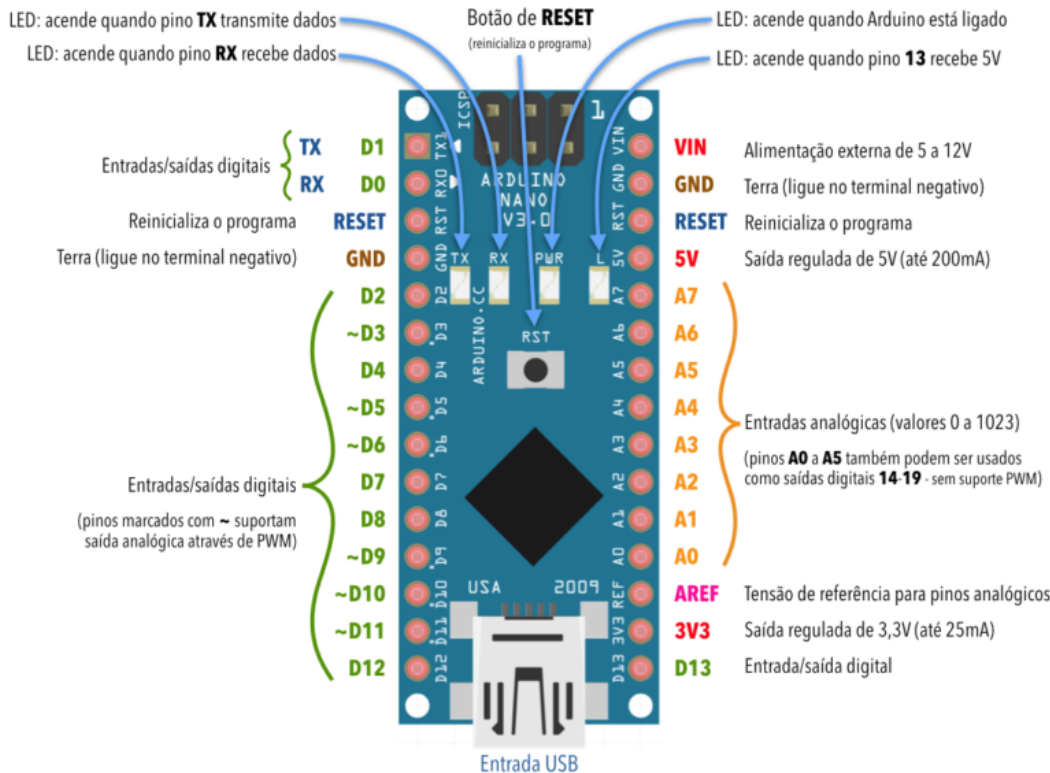 LED: acende quando pino TX transmite dados
LED: acende quando pino RX recebe dados
Botão de RESET
(reinicializa o programa)
LED: acende quando Arduino está ligado
LED: acende quando pino 13 recebe 5V
Entradas/saídas digitais
TX D1
RX D0
Reinicializa o programa RESET
Terra (ligue no terminal negativo) GND
D2
~D3
D4
~D5
~D6
D7
D8
~D9
~D10
~D11
D12
Entradas/saídas digitais
(pinos marcados com ~ suportam
saída analógica através de PWM)
ICSP
1
TX1
RX0
RST
GND
D2
D3
D4
D5
D6
D7
D8
D9
D10
D11
D12
ARDUINO
NANO
V3.0
TX RX PWR L
ARDUINO.CC
RST
USA 2009
VIN
GND
RST
5V
A7
A6
A5
A4
A3
A2
A1
A0
REF
3V3
D13
VIN Alimentação externa de 5 a 12V
GND Terra (ligue no terminal negativo)
RESET Reinicializa o programa
5V Saída regulada de 5V (até 200mA)
A7
A6
A5
A4
A3
A2
A1
A0
Entradas analógicas (valores 0 a 1023)
(pinos A0 a A5 também podem ser usados
como saídas digitais 14-19 - sem suporte PWM)
AREF Tensão de referência para pinos analógicos
3V3 Saída regulada de 3,3V (até 25mA)
D13 Entrada/saída digital
Entrada USB